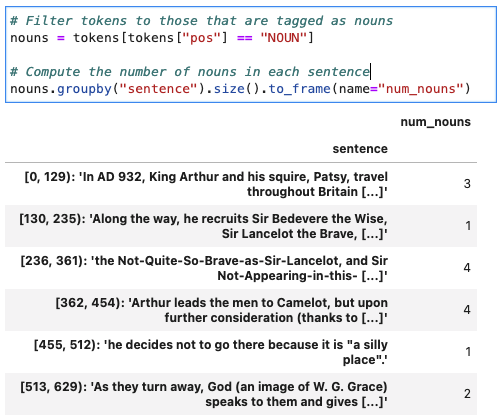 # Filter tokens to those that are tagged as nouns
nouns = tokens[tokens["pos"] == "NOUN"]
# Compute the number of nouns in each sentence
nouns.groupby("sentence").size().to_frame(name="num_nouns")
num_nouns
sentence
[0, 129): 'In AD 932, King Arthur and his squire, Patsy, travel
throughout Britain [...]' 3
[130, 235): 'Along the way, he recruits Sir Bedevere the Wise,
Sir Lancelot the Brave, [...]' 1
[236, 361): 'the Not-Quite-So-Brave-as-Sir-Lancelot, and Sir
Not-Appearing-in-this- [...]' 4
[362, 454): 'Arthur leads the men to Camelot, but upon
further consideration (thanks to [...]' 4
[455, 512): 'he decides not to go there because it is "a silly
place".' 1
[513, 629): 'As they turn away, God (an image of W. G. Grace)
speaks to them and gives [...]' 2